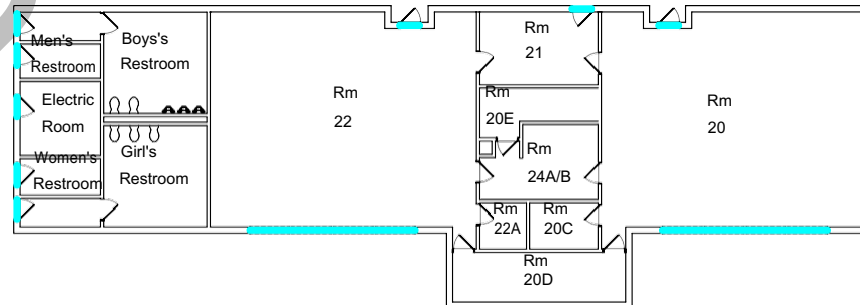 Men's
Restroom
Boy's
Restroom
Electric
Room
Women's
Restroom
Girl's
Restroom
Rm
22
Rm
21
Rm
20E
Rm
24A/B
Rm
22A
Rm
20C
Rm
20D
Rm
20